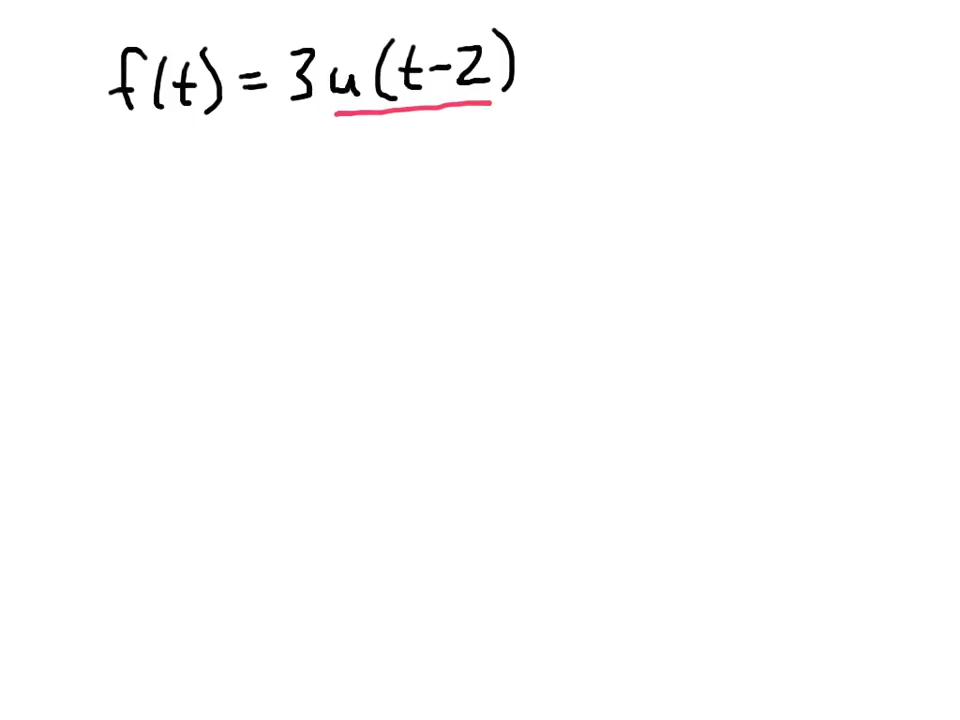 f(t) = 3u(t-2)